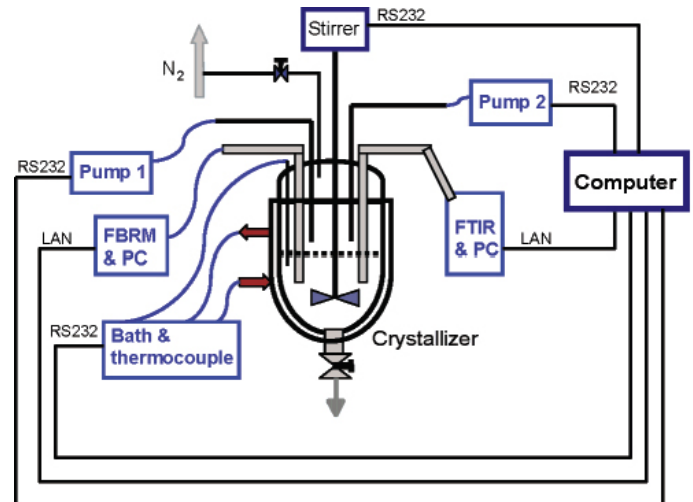 Stirrer
RS232
N2
RS232
Pump 2
RS232
Pump 1
Computer
LAN
FBRM
& PC
FTIR
& PC
LAN
RS232
Bath &
thermocouple
Crystallizer